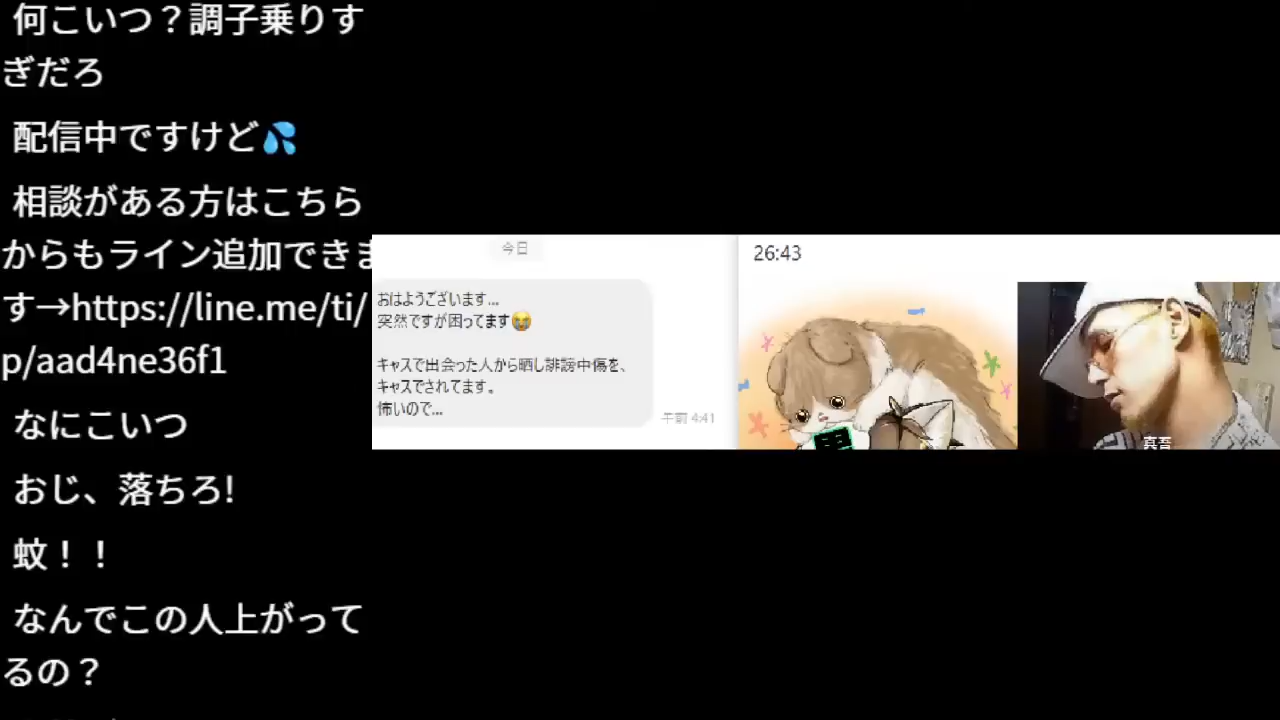 何こいつ？調子乗りす
ぎだろ
配信中ですけど💦
相談がある方はこちら
からもライン追加できま
す→https://line.me/ti/
p/aad4ne36f1
なにこいつ
おじ、落ちろ!
蚊！！
なんでこの人上がって
るの？
今日
おはようございます...
突然ですが困ってます😭
キャスで出会った人から晒し誹謗中傷を、
キャスでされてます。
怖いので...
午前 4:41
26:43
真吾